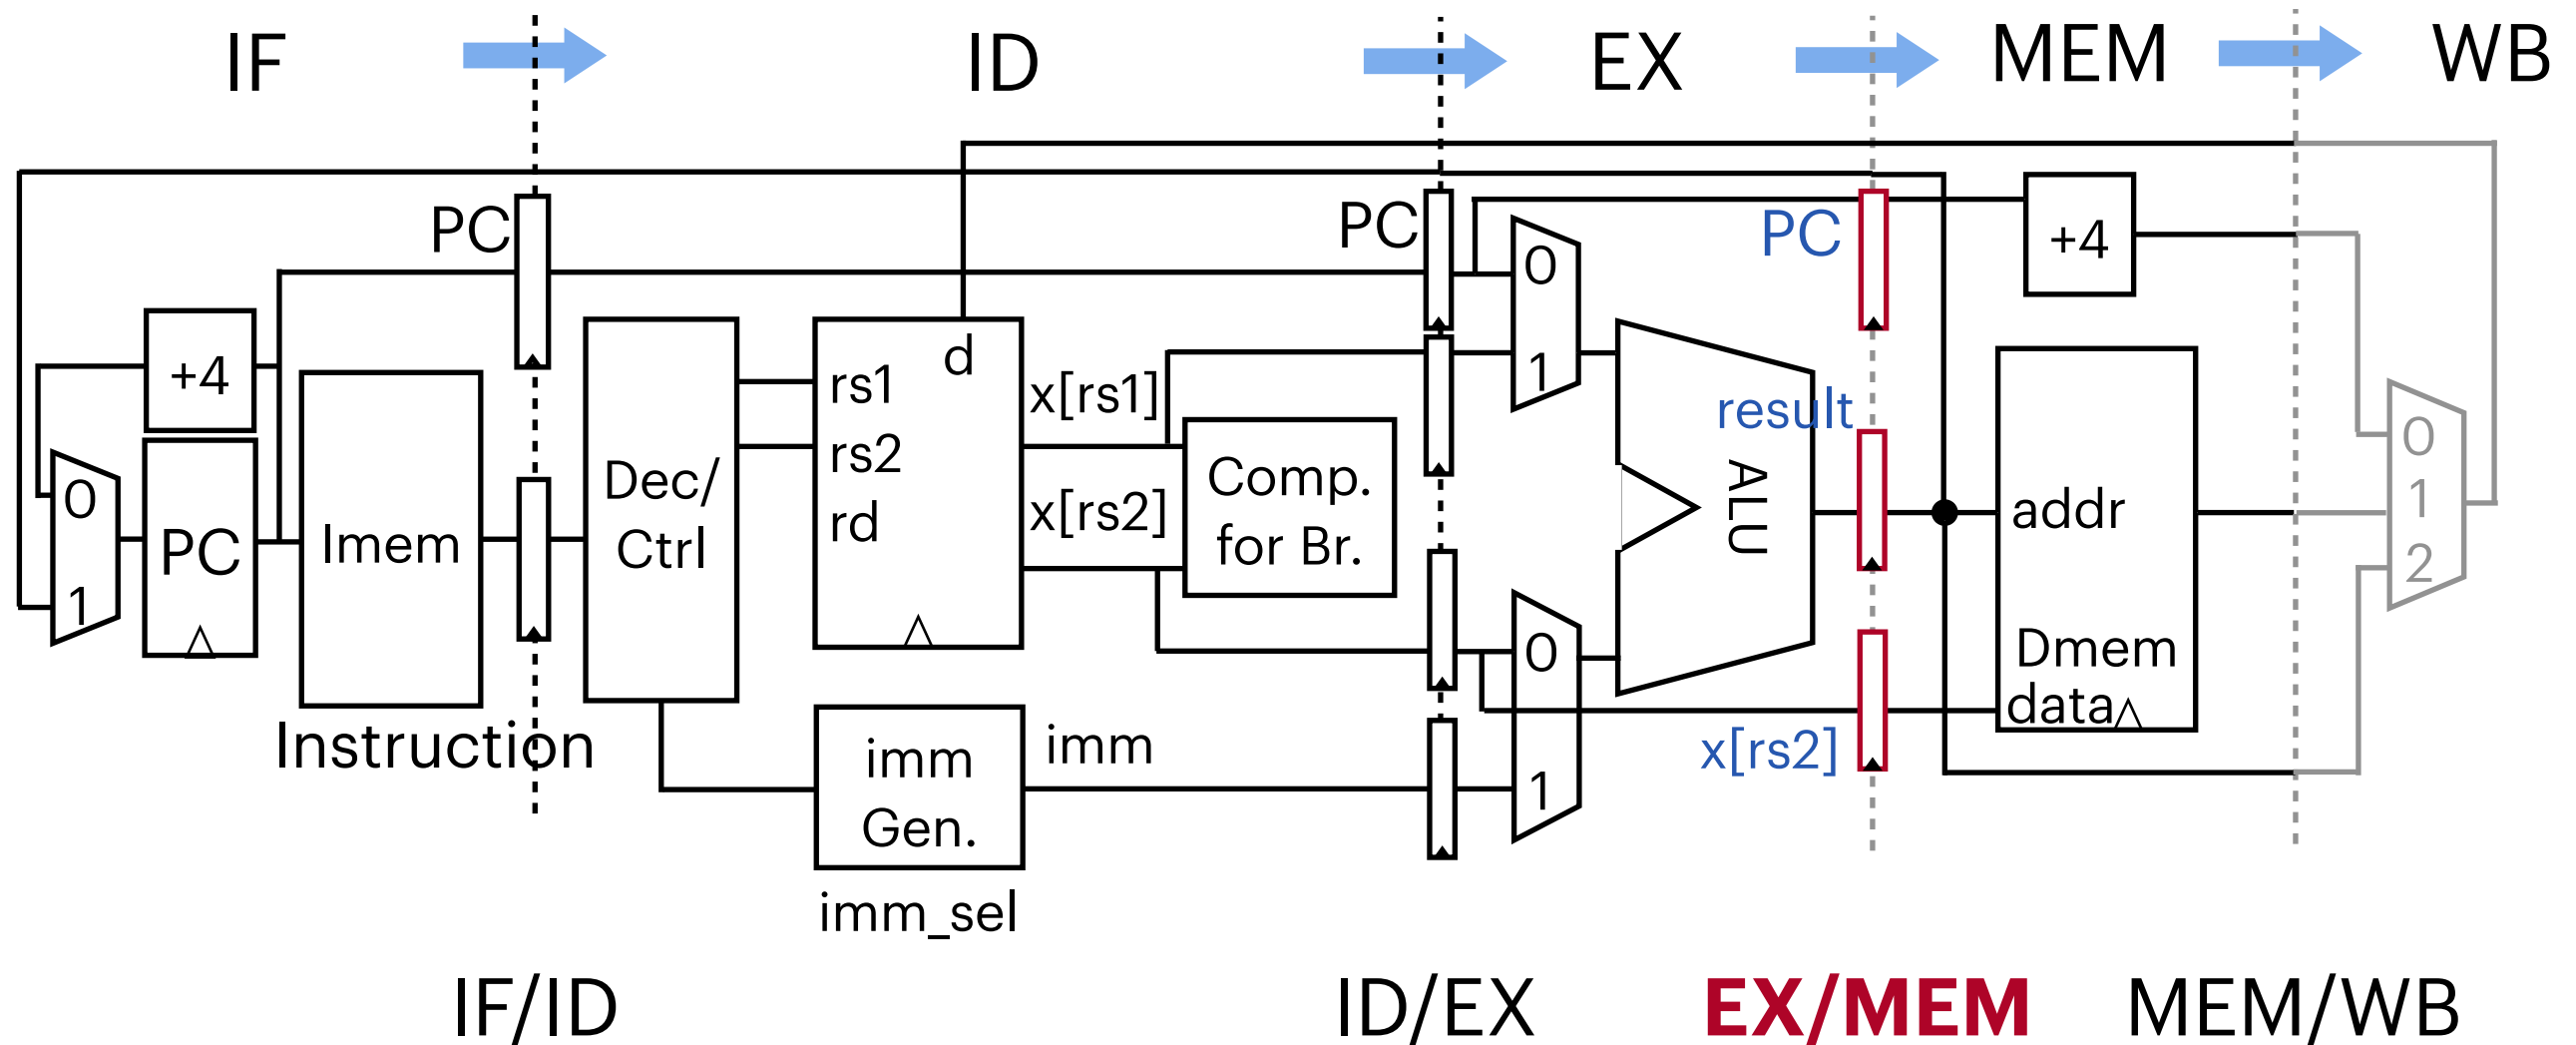 IF
ID
EX
MEM
WB
PC
PC
PC
+4
+4
0
1
PC
Imem
Instruction
Dec/
Ctrl
d
rs1
rs2
rd
x[rs1]
x[rs2]
Comp.
for Br.
imm
Gen.
imm
imm_sel
0
1
0
1
ALU
result
x[rs2]
addr
Dmem
data
0
1
2
IF/ID
ID/EX
EX/MEM
MEM/WB